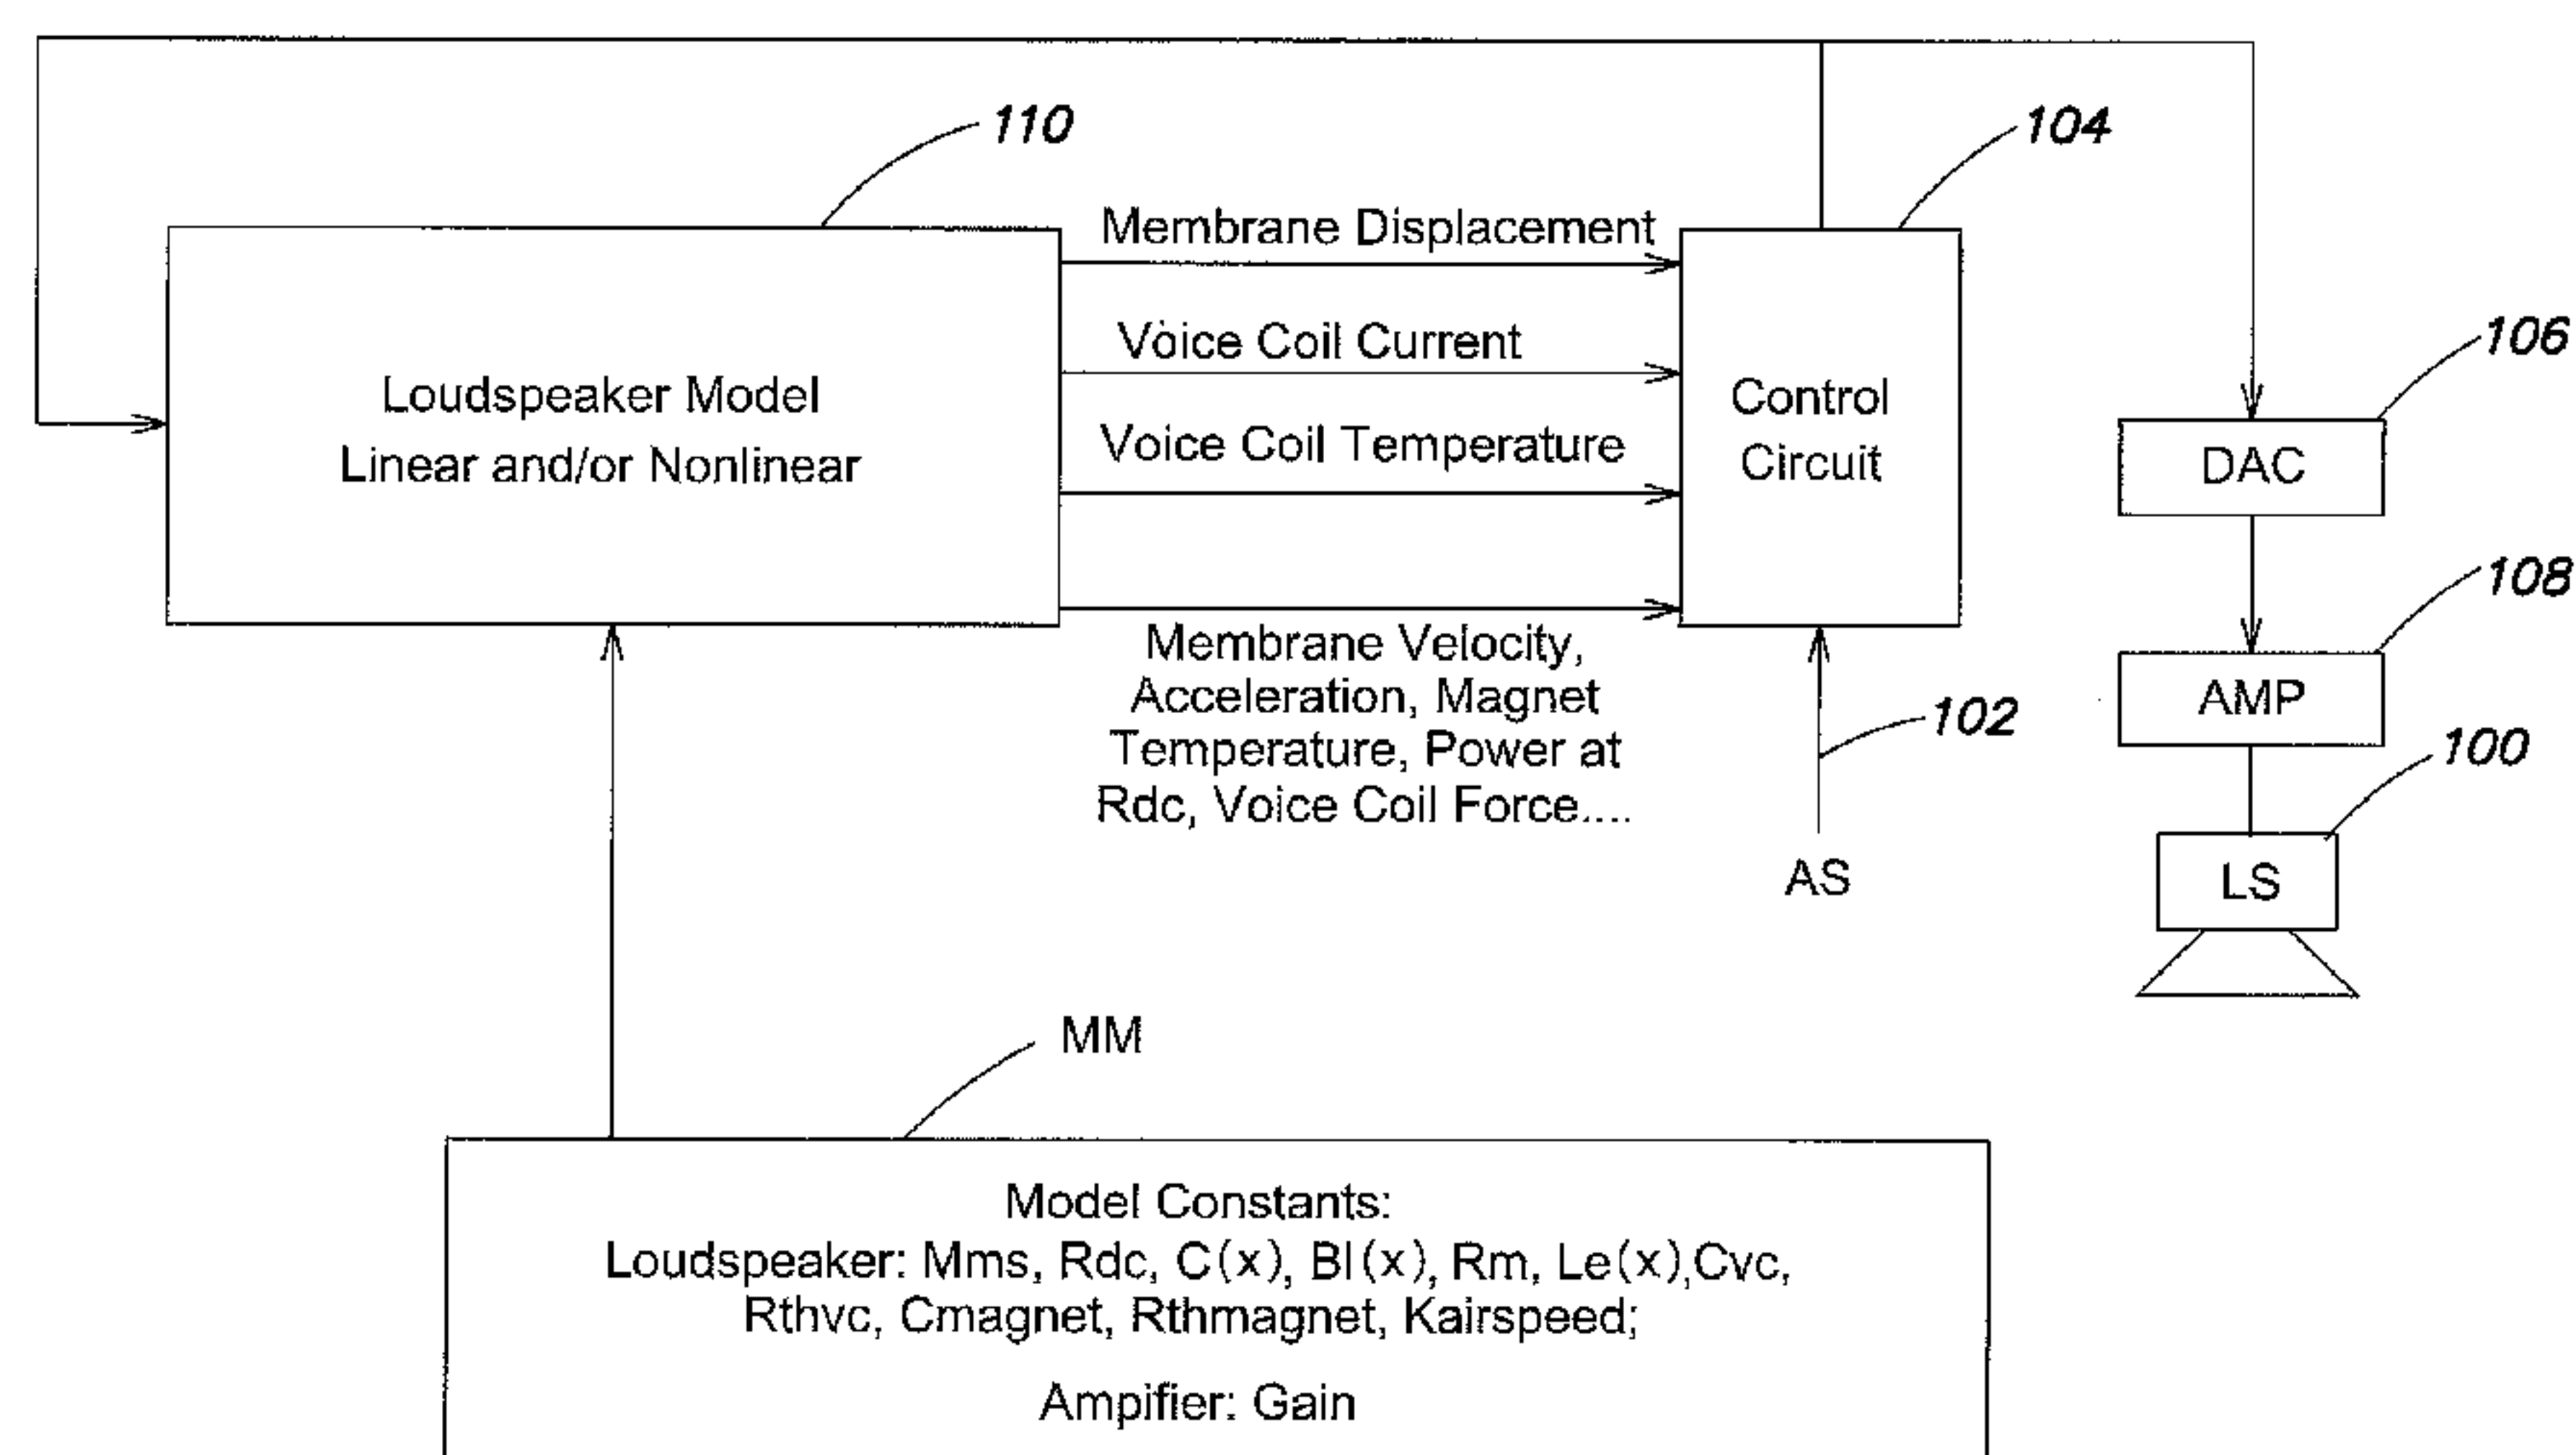 110
104
Membrane Displacement
Voice Coil Current
Voice Coil Temperature
Loudspeaker Model
Linear and/or Nonlinear
Control
Circuit
106
DAC
108
AMP
Membrane Velocity,
Acceleration, Magnet
Temperature, Power at
Rdc, Voice Coil Force....
102
AS
100
LS
MM
Model Constants:
Loudspeaker: Mms, Rdc, C(x), Bl(x), Rm, Le(x),Cvc,
Rthvc, Cmagnet, Rthmagnet, Kairspeed;
Ampifier: Gain